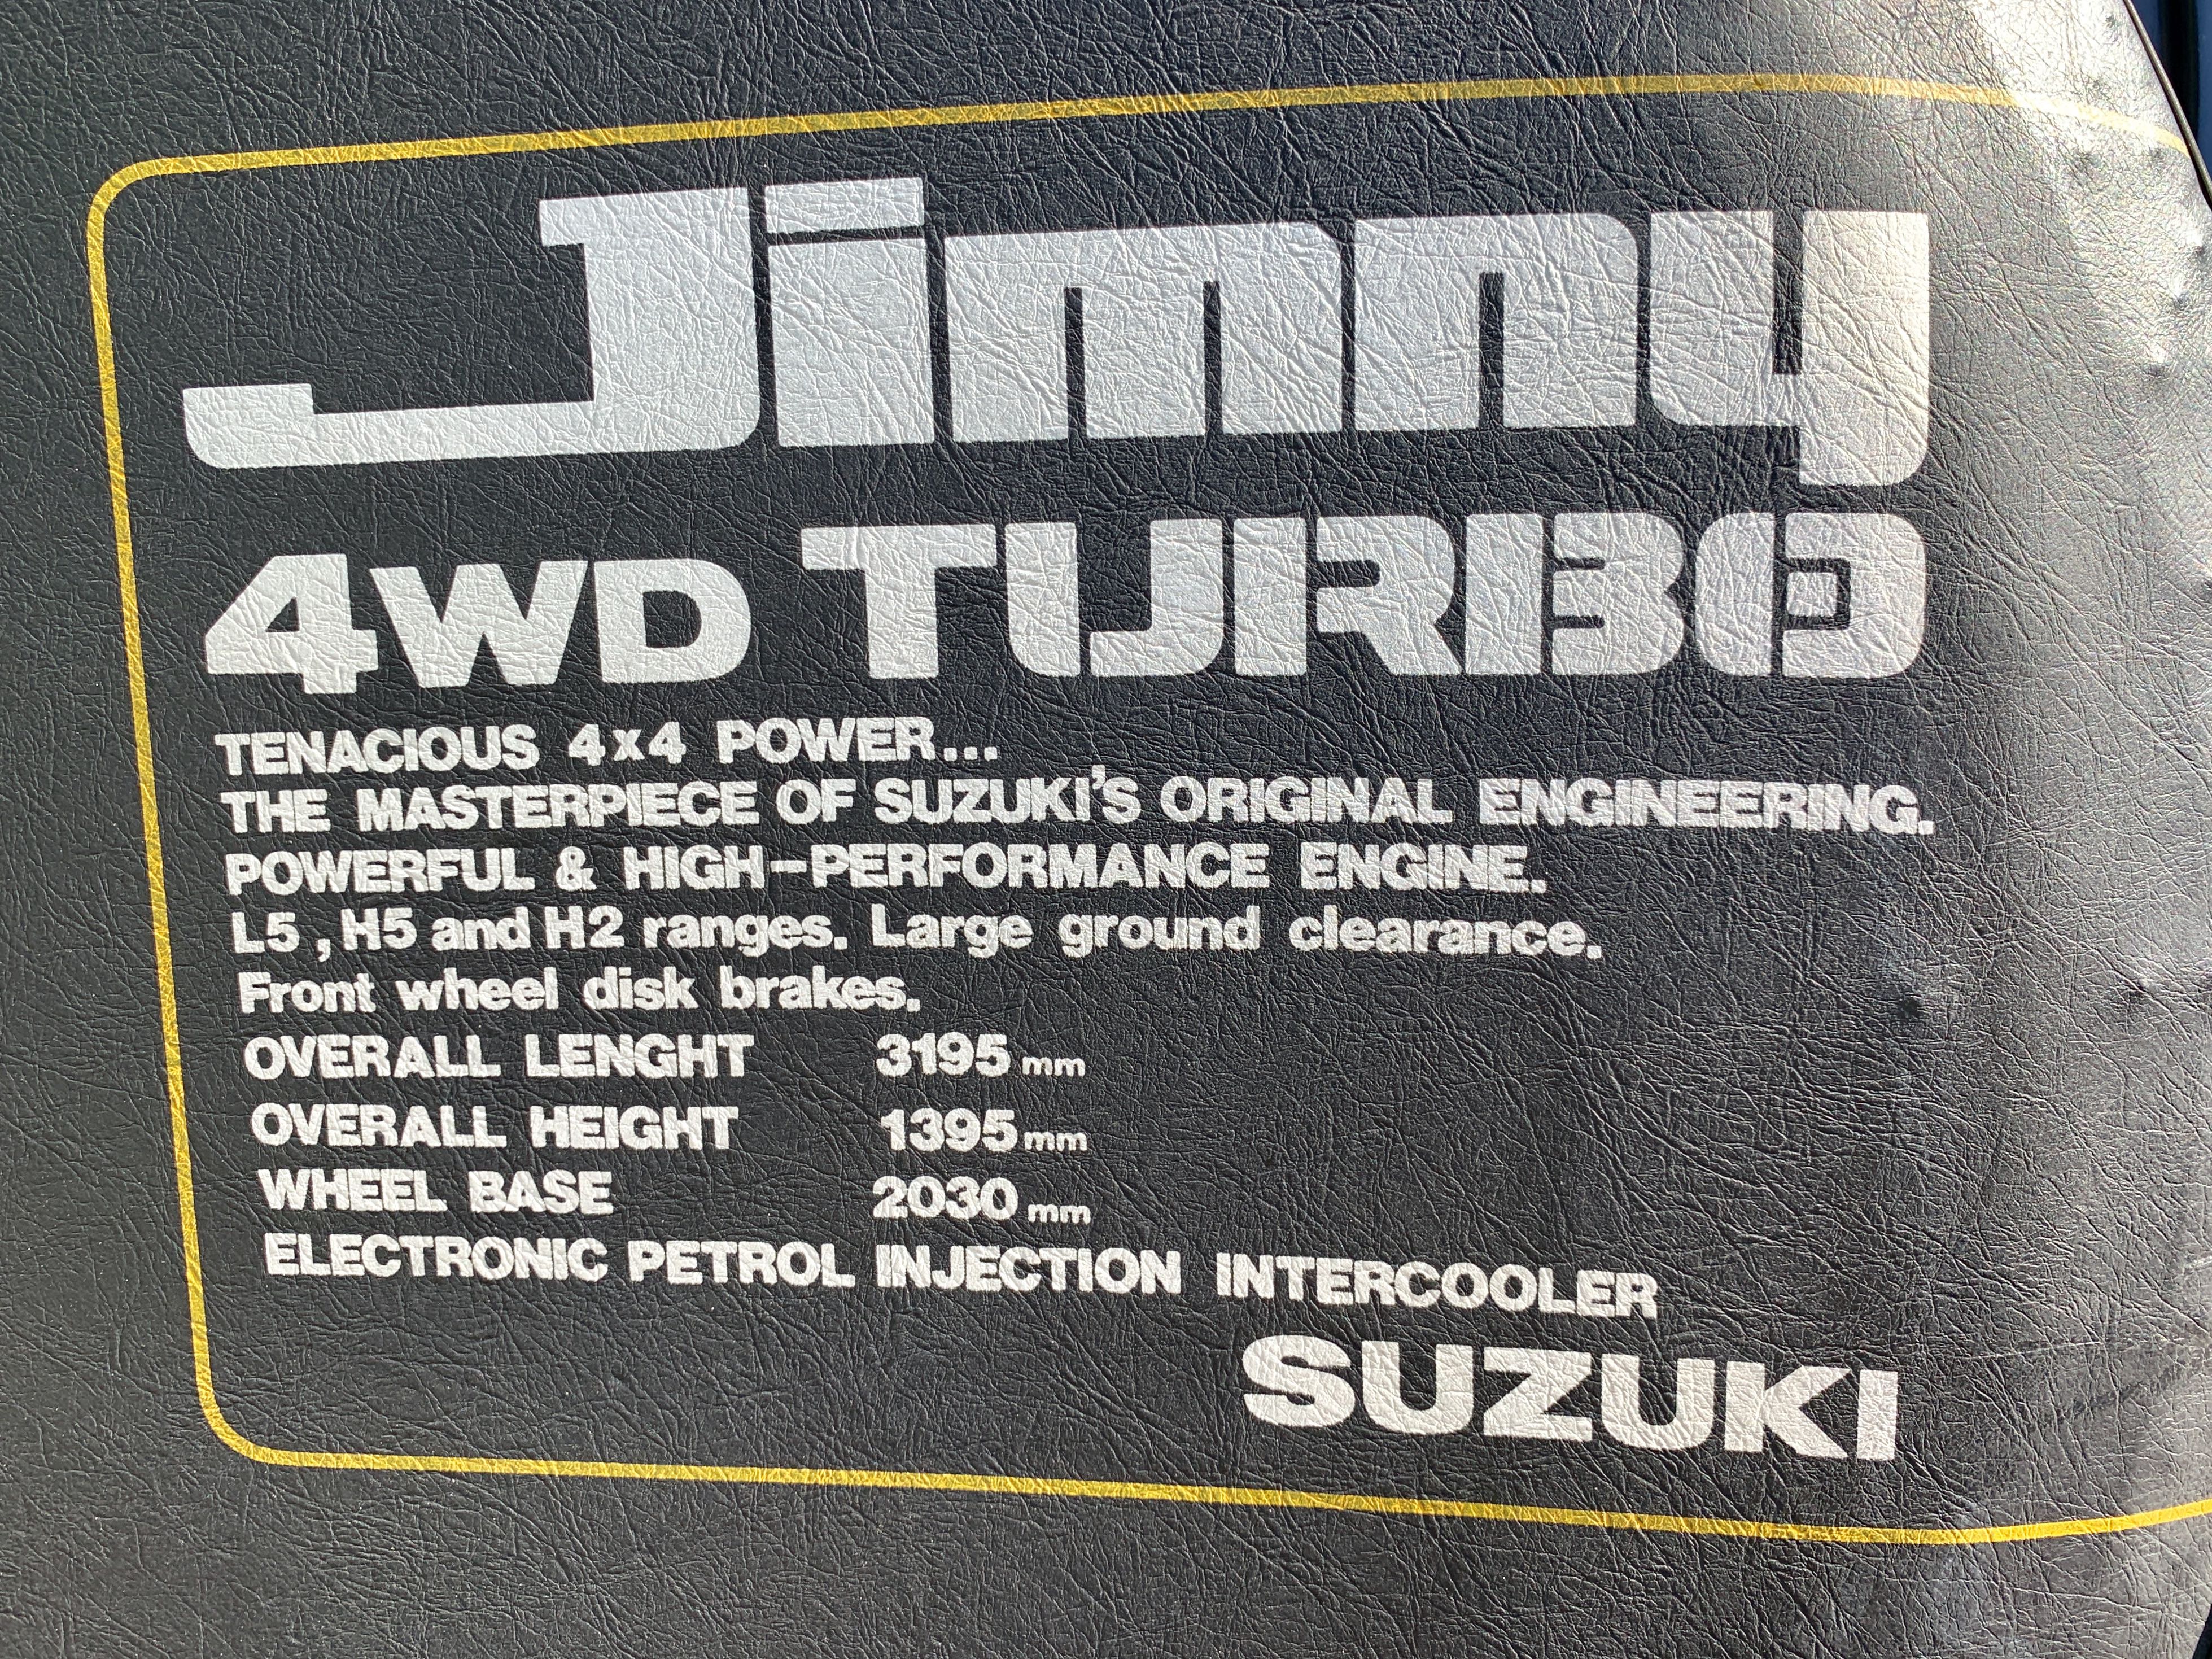 Jimny
4WD TURBO
TENACIOUS 4x4 POWER...
THE MASTERPIECE OF SUZUKI'S ORIGINAL ENGINEERING.
POWERFUL & HIGH-PERFORMANCE ENGINE.
L5, H5 and H2 ranges. Large ground clearance.
Front wheel disk brakes.
OVERALL LENGHT 3195 mm
OVERALL HEIGHT 1395 mm
WHEEL BASE 2030 mm
ELECTRONIC PETROL INJECTION INTERCOOLER
SUZUKI